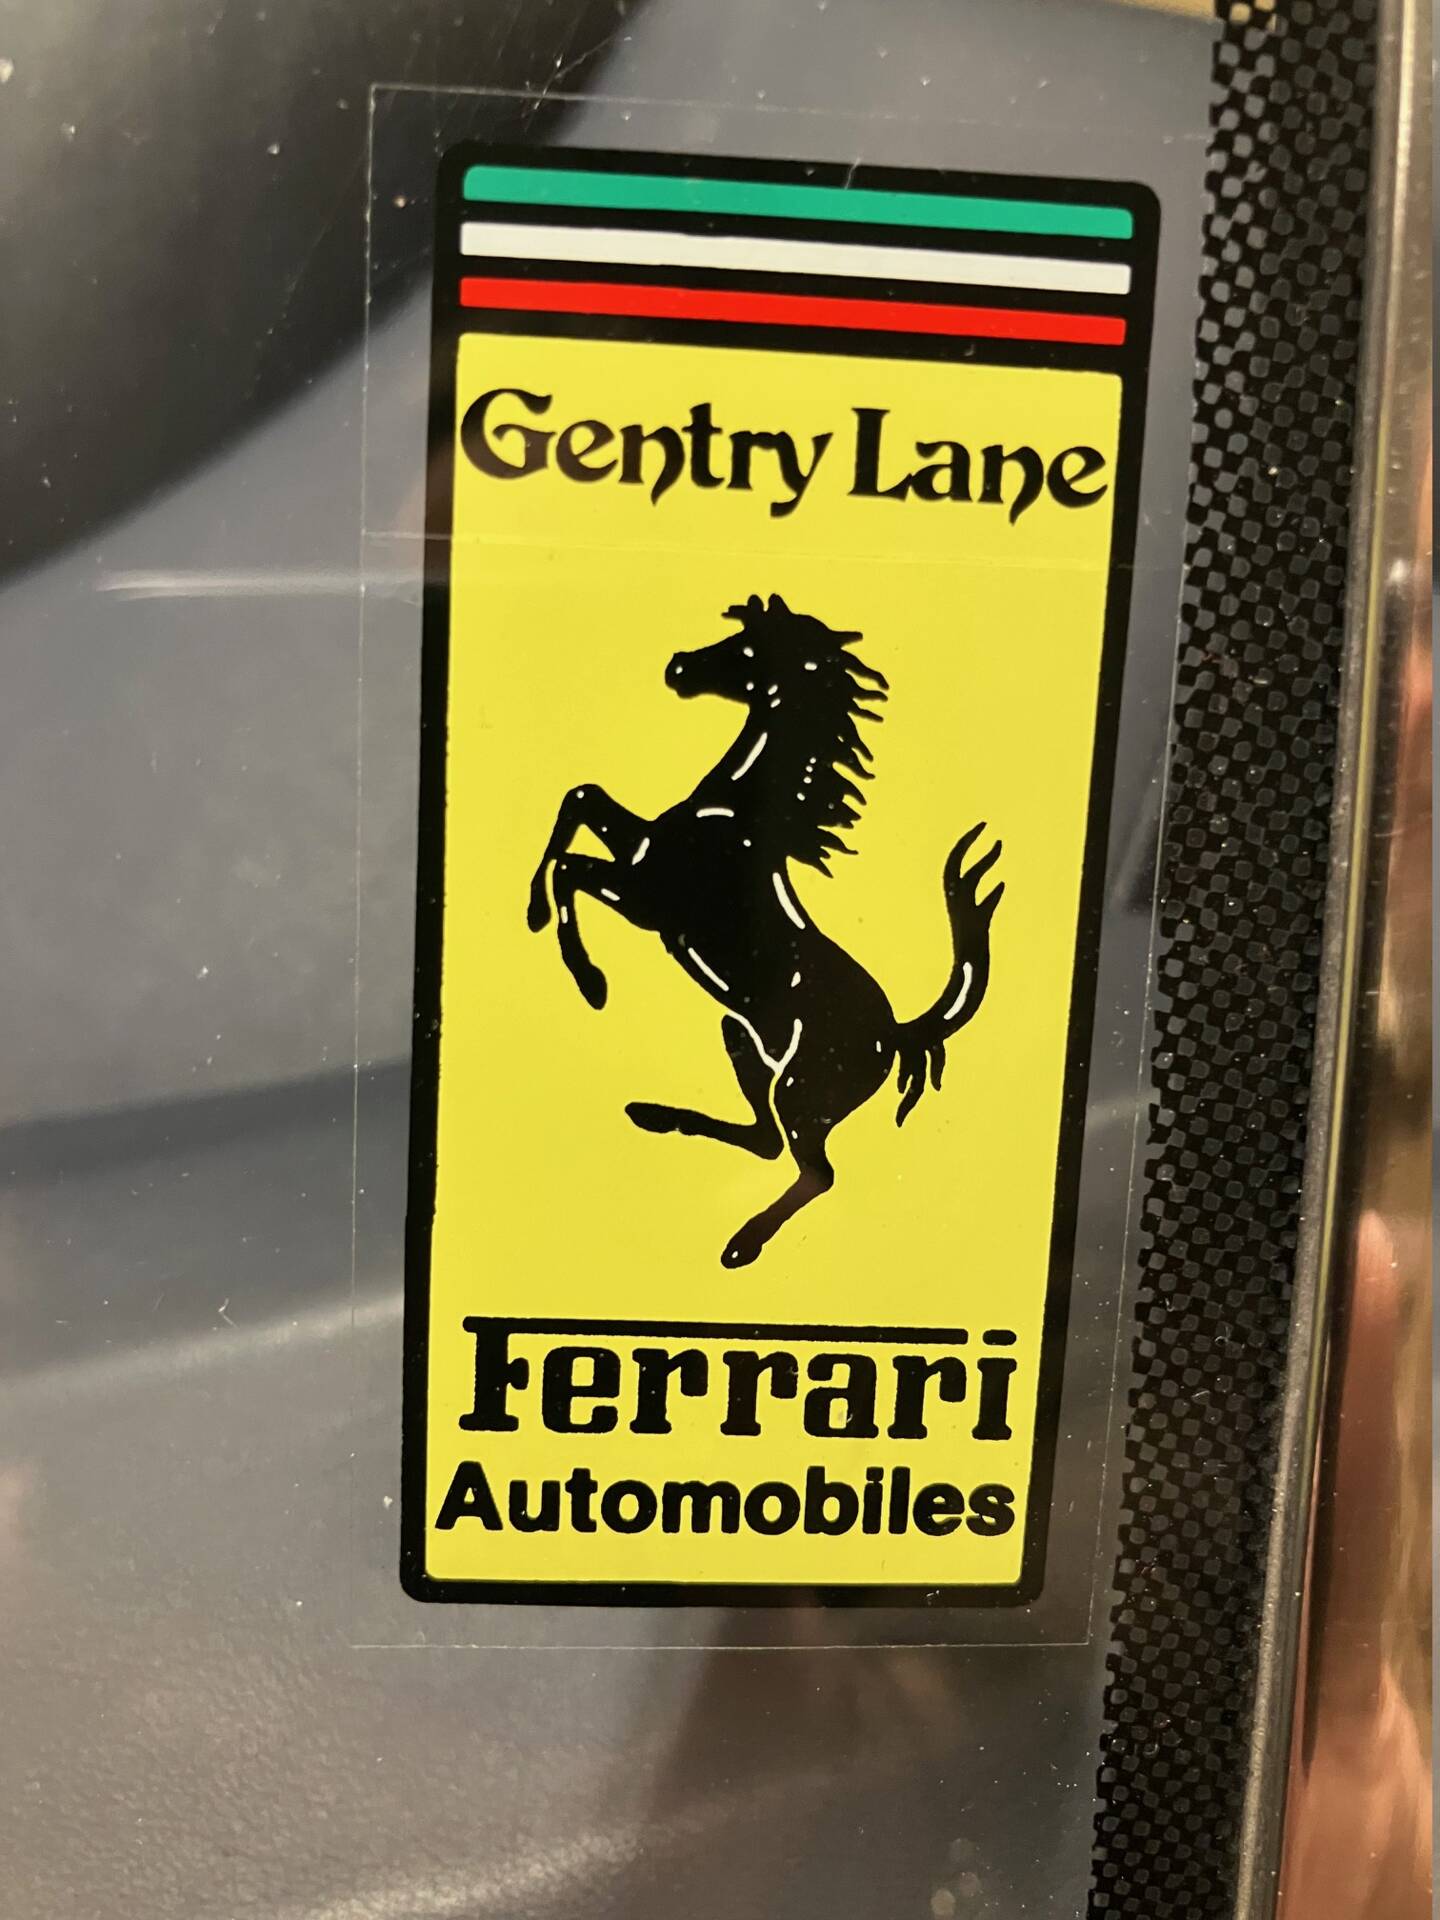 Gentry Lane
Ferrari
Automobiles